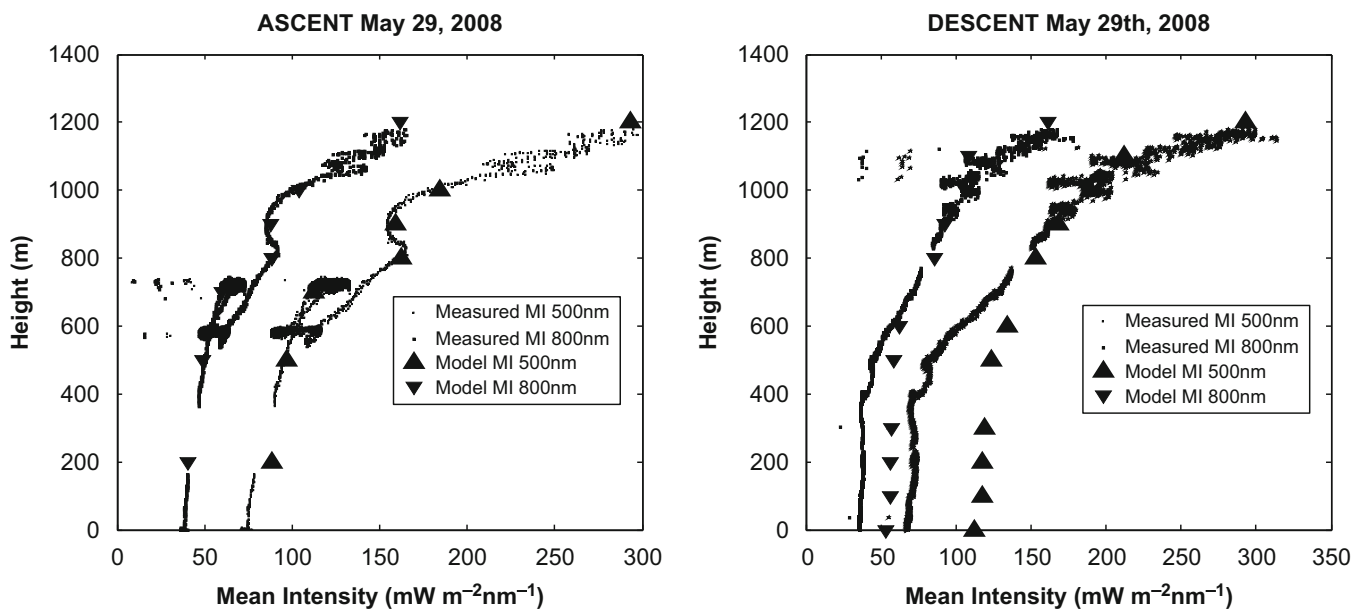 ASCENT May 29, 2008
1400
1200
1000
800
600
400
200
0
Height (m)
0 50 100 150 200 250 300
Mean Intensity (mW m⁻²nm⁻¹)
Measured MI 500nm
Measured MI 800nm
Model MI 500nm
Model MI 800nm
DESCENT May 29th, 2008
1400
1200
1000
800
600
400
200
0
Height (m)
0 50 100 150 200 250 300 350
Mean Intensity (mW m⁻²nm⁻¹)
Measured MI 500nm
Measured MI 800nm
Model MI 500nm
Model MI 800nm